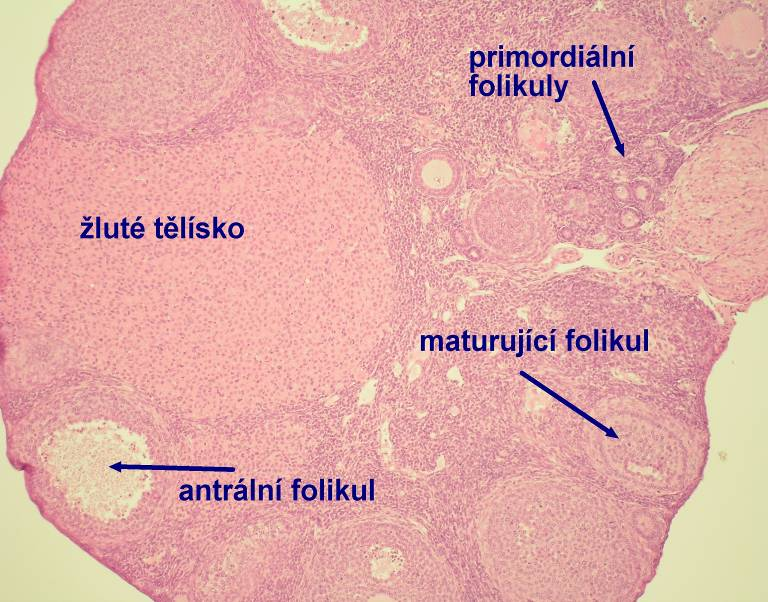 primordiální
folikuly
žluté tělísko
maturující folikul
antrální folikul